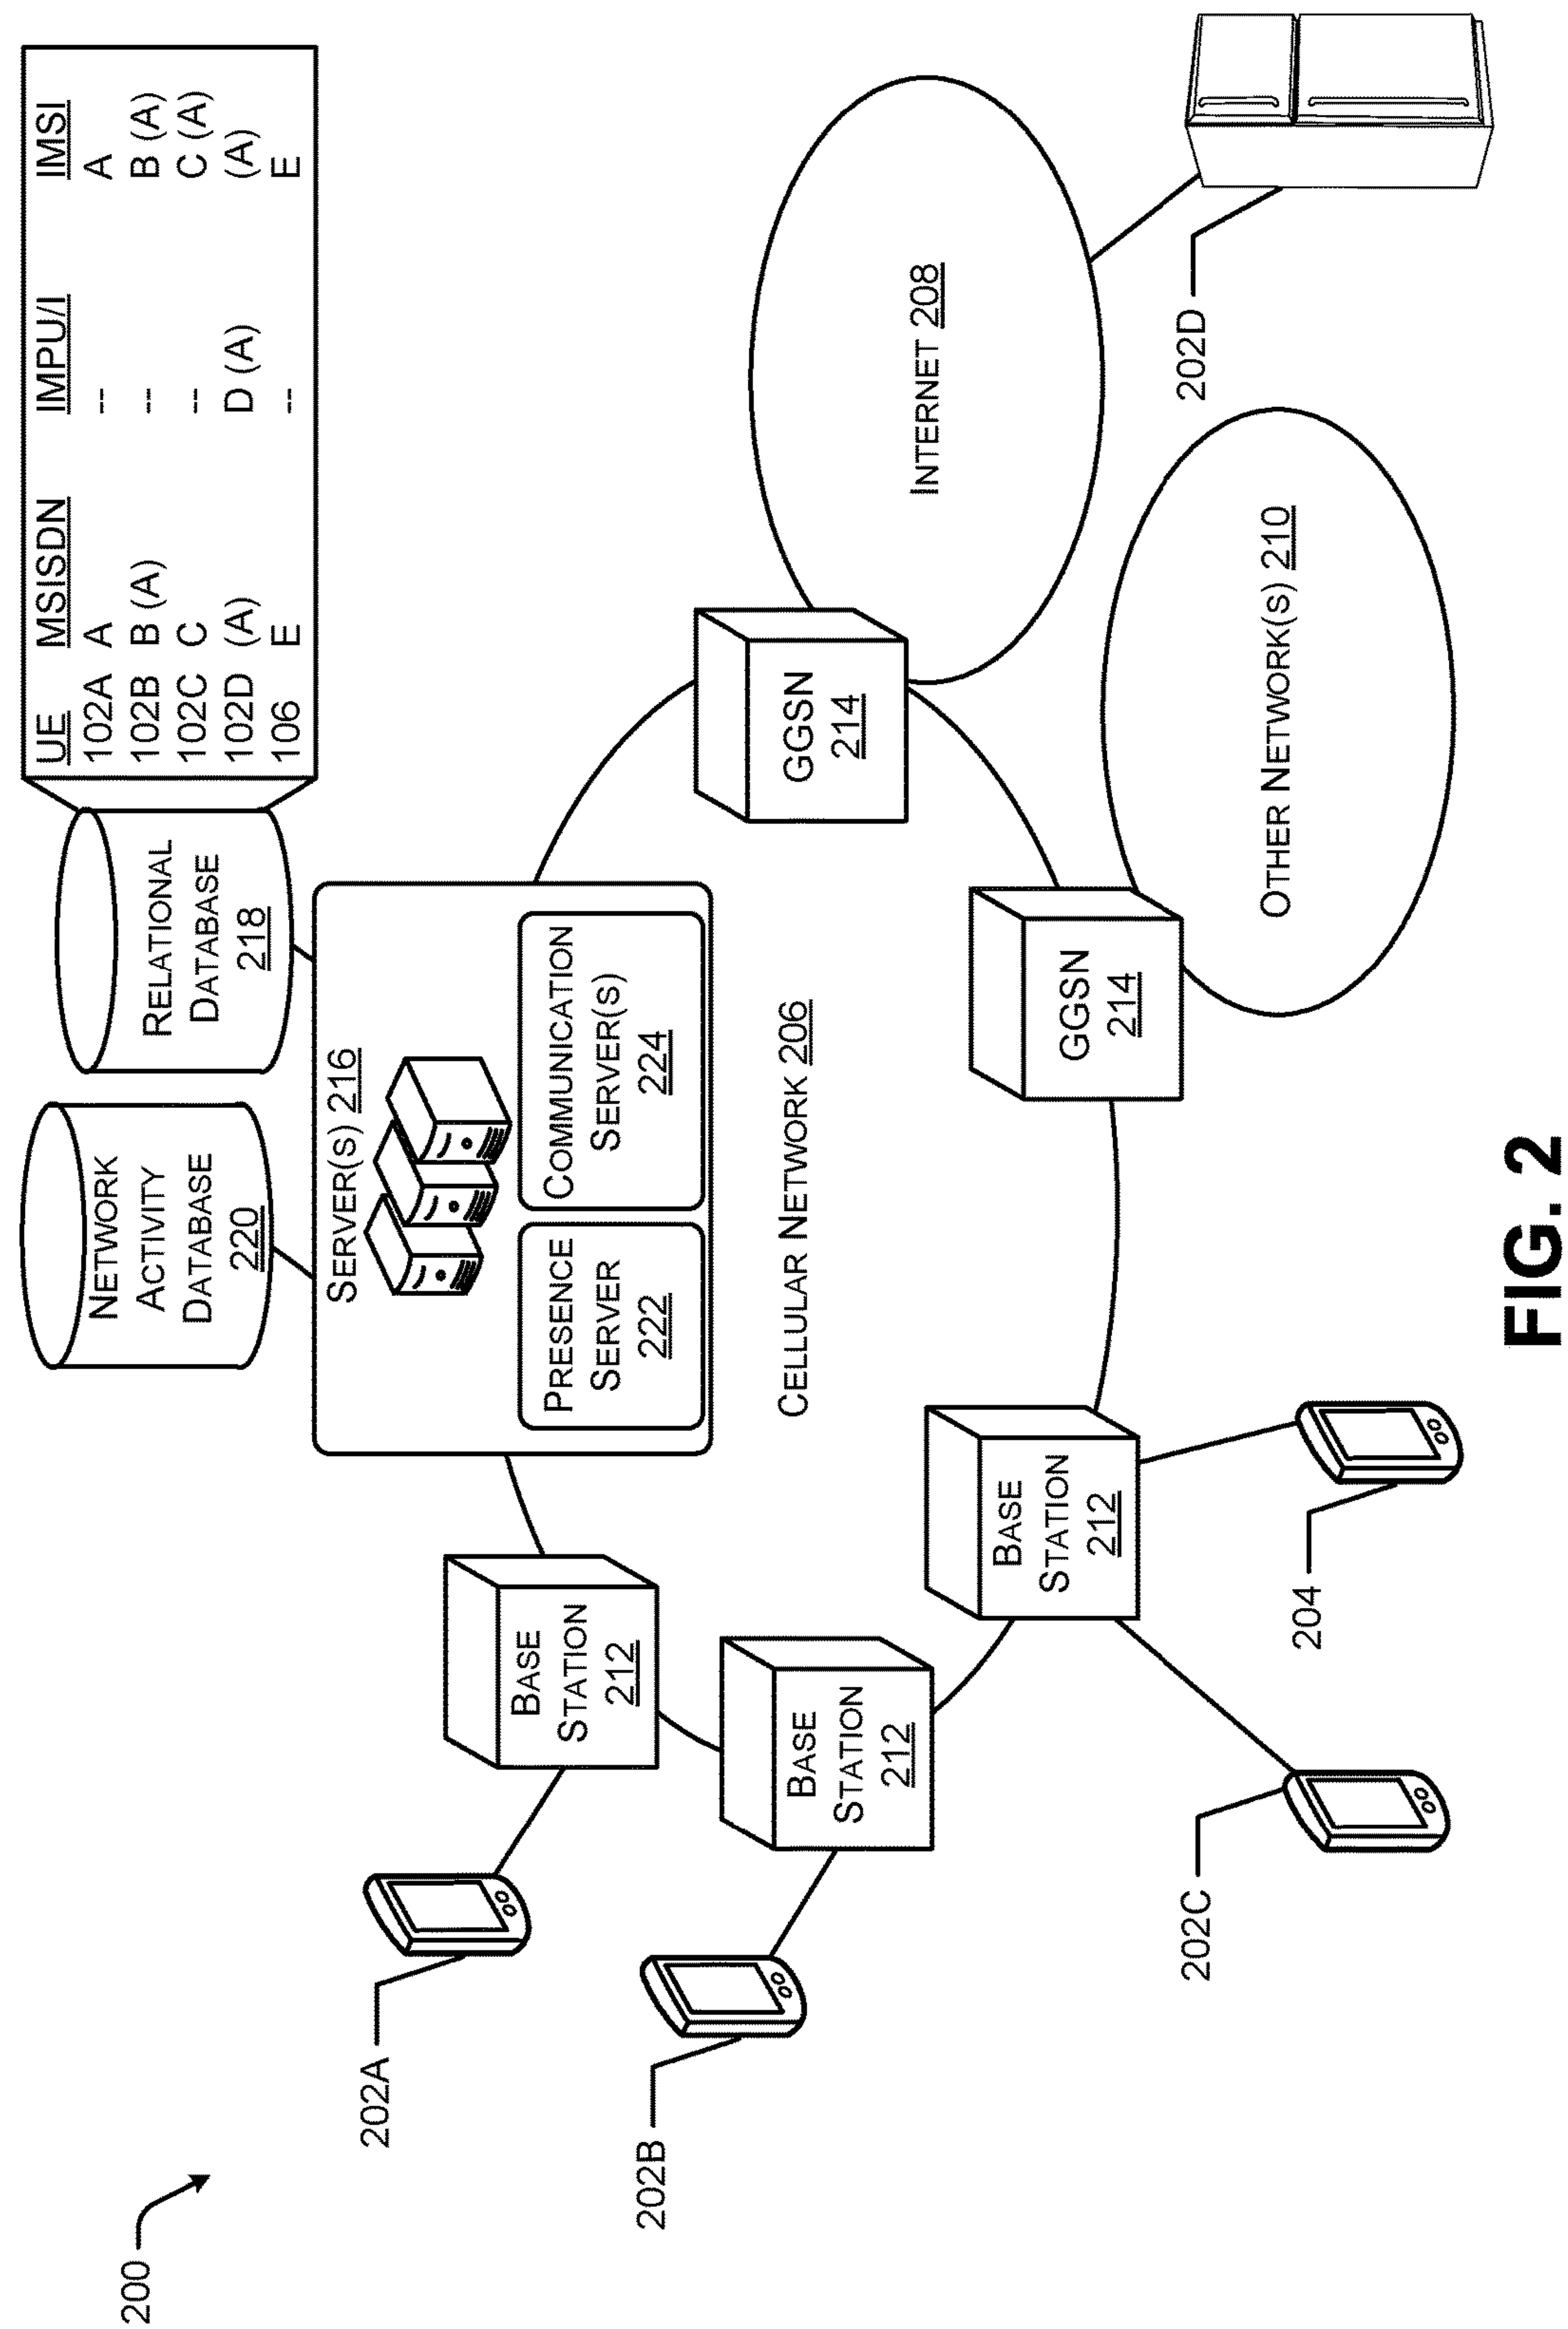 200
NETWORK
ACTIVITY
DATABASE
220
RELATIONAL
DATABASE
218
UE MSISDN IMPU/I IMSI
102A A -- A
102B B (A) -- B (A)
102C C -- C (A)
102D (A) D (A) (A)
106 E -- E
SERVER(S) 216
PRESENCE
SERVER
222
COMMUNICATION
SERVER(S)
224
CELLULAR NETWORK 206
202A
BASE
STATION
212
202B
BASE
STATION
212
202C
BASE
STATION
212
204
GGSN
214
GGSN
214
INTERNET 208
OTHER NETWORK(S) 210
202D
FIG. 2